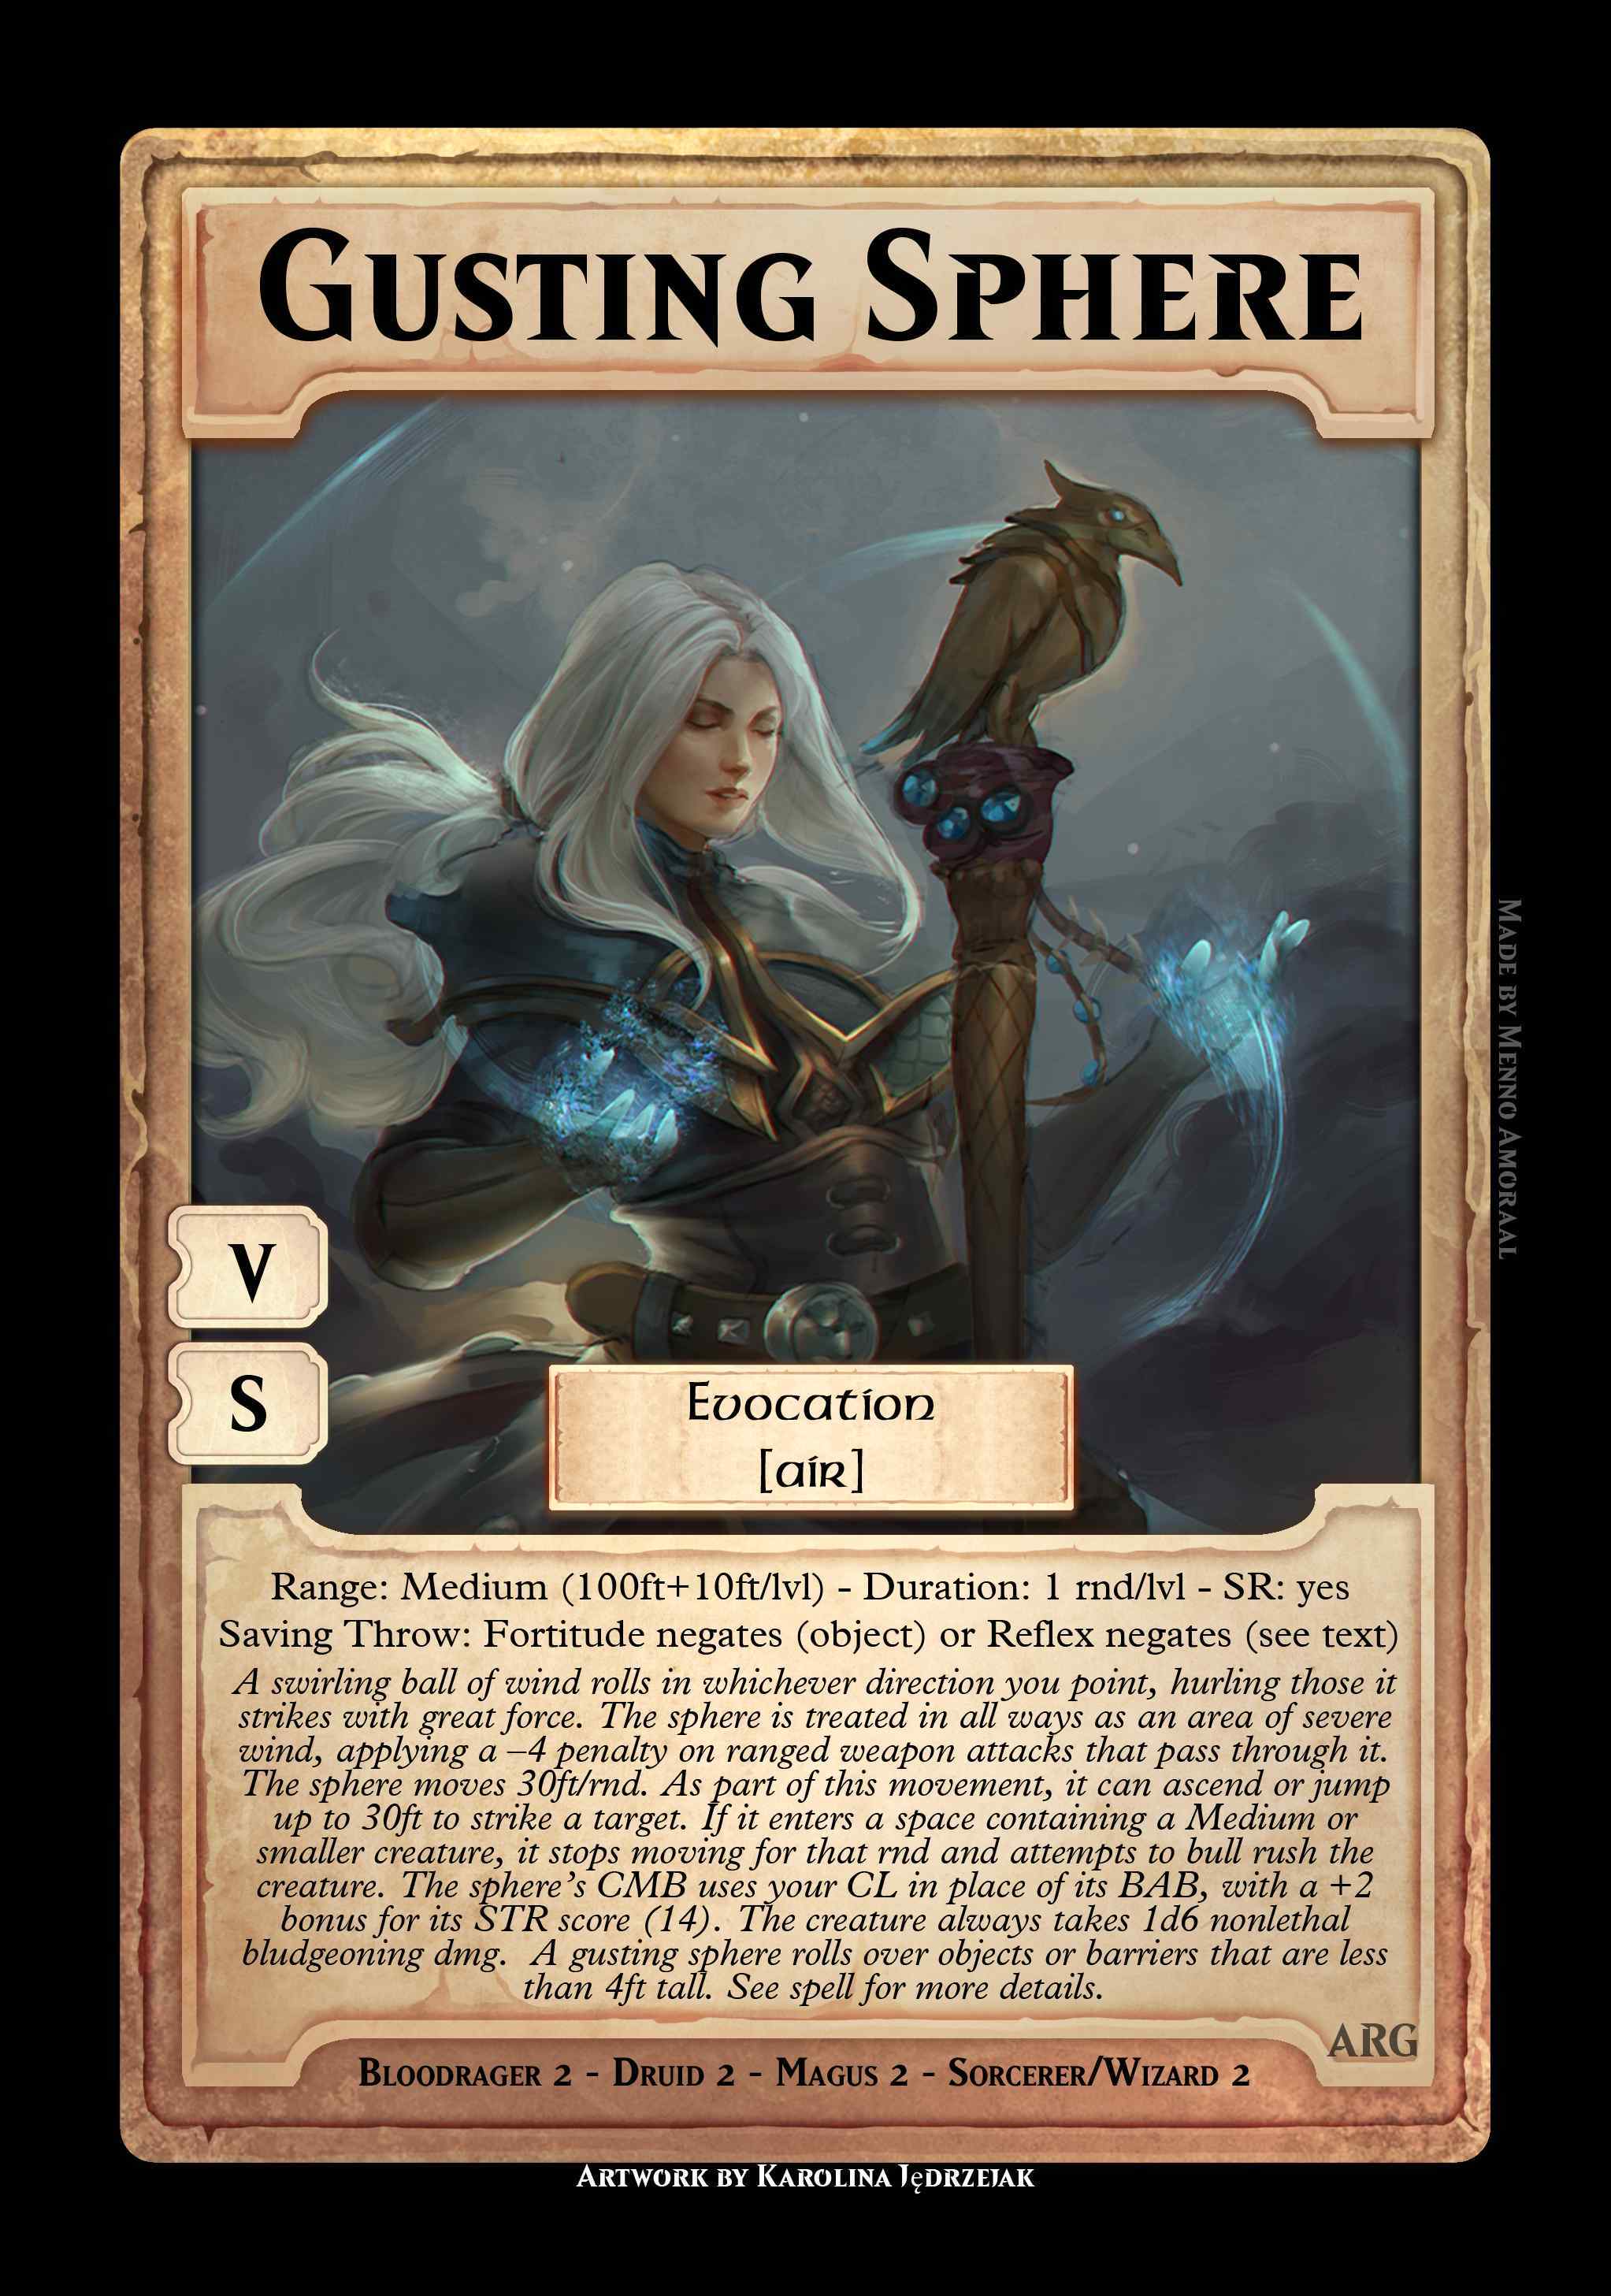 Gusting Sphere
V
S
Evocation
[air]
Range: Medium (100ft+10ft/lvl) - Duration: 1 rnd/lvl - SR: yes
Saving Throw: Fortitude negates (object) or Reflex negates (see text)
A swirling ball of wind rolls in whichever direction you point, hurling those it
strikes with great force. The sphere is treated in all ways as an area of severe
wind, applying a –4 penalty on ranged weapon attacks that pass through it.
The sphere moves 30ft/rnd. As part of this movement, it can ascend or jump
up to 30ft to strike a target. If it enters a space containing a Medium or
smaller creature, it stops moving for that rnd and attempts to bull rush the
creature. The sphere’s CMB uses your CL in place of its BAB, with a +2
bonus for its STR score (14). The creature always takes 1d6 nonlethal
bludgeoning dmg.  A gusting sphere rolls over objects or barriers that are less
than 4ft tall. See spell for more details.
ARG
Bloodrager 2 - Druid 2 - Magus 2 - Sorcerer/Wizard 2
Artwork by Karolina Jędrzejak
Made by Menno Amoraal